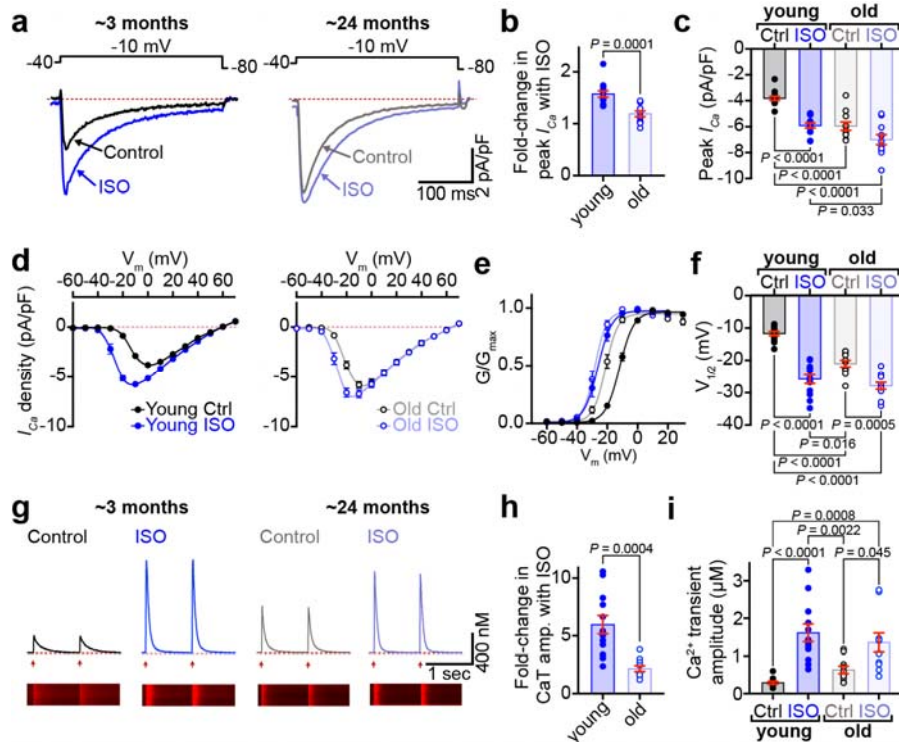 a
~3 months
-10 mV
-40
-80
Control
ISO
~24 months
-10 mV
-40
-80
Control
ISO
2 pA/pF
100 ms
b
Fold-change in
peak ICa with ISO
P = 0.0001
2
1
0
young
old
c
young
old
Ctrl
ISO
Ctrl
ISO
Peak ICa (pA/pF)
0
-2
-4
-6
-8
-10
P < 0.0001
P < 0.0001
P < 0.0001
P = 0.033
d
Vm (mV)
-60 -40 -20 0 20 40 60
ICa density (pA/pF)
0
-5
-10
Young Ctrl
Young ISO
Vm (mV)
-60 -40 -20 0 20 40 60
0
-5
-10
Old Ctrl
Old ISO
e
G/Gmax
1.0
0.5
0.0
-60 -40 -20 0 20
Vm (mV)
f
young
old
Ctrl
ISO
Ctrl
ISO
V1/2 (mV)
0
-10
-20
-30
-40
P < 0.0001
P = 0.0005
P = 0.016
P < 0.0001
P < 0.0001
g
~3 months
~24 months
Control
ISO
Control
ISO
400 nM
1 sec
h
Fold-change in
CaT amp. with ISO
P = 0.0004
10
5
0
young
old
i
P = 0.0008
P = 0.0022
P < 0.0001
P = 0.045
Ca2+ transient
amplitude (µM)
3
2
1
0
Ctrl
ISO
Ctrl
ISO
young
old